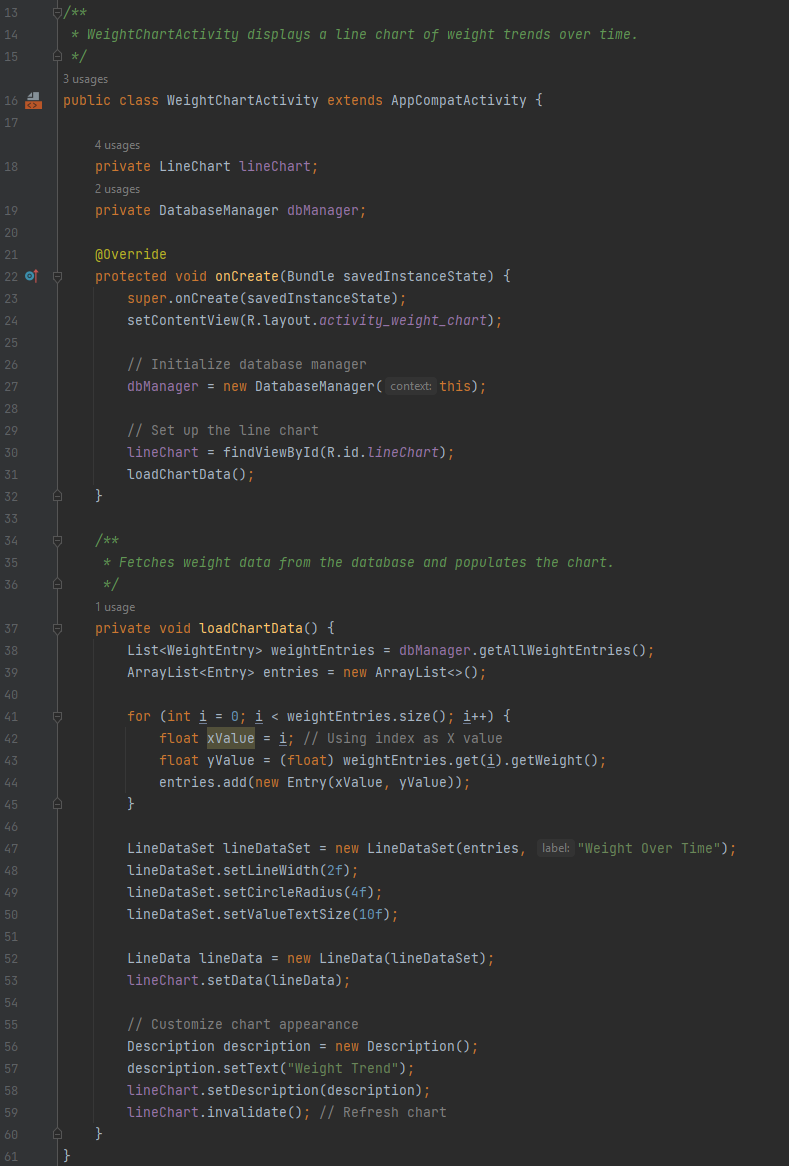 13 /**
14  * WeightChartActivity displays a line chart of weight trends over time.
15  */
3 usages
16 public class WeightChartActivity extends AppCompatActivity {
17
4 usages
18     private LineChart lineChart;
2 usages
19     private DatabaseManager dbManager;
20
21     @Override
22     protected void onCreate(Bundle savedInstanceState) {
23         super.onCreate(savedInstanceState);
24         setContentView(R.layout.activity_weight_chart);
25
26         // Initialize database manager
27         dbManager = new DatabaseManager( context: this);
28
29         // Set up the line chart
30         lineChart = findViewById(R.id.lineChart);
31         loadChartData();
32     }
33
34     /**
35      * Fetches weight data from the database and populates the chart.
36      */
1 usage
37     private void loadChartData() {
38         List<WeightEntry> weightEntries = dbManager.getAllWeightEntries();
39         ArrayList<Entry> entries = new ArrayList<>();
40
41         for (int i = 0; i < weightEntries.size(); i++) {
42             float xValue = i; // Using index as X value
43             float yValue = (float) weightEntries.get(i).getWeight();
44             entries.add(new Entry(xValue, yValue));
45         }
46
47         LineDataSet lineDataSet = new LineDataSet(entries, label: "Weight Over Time");
48         lineDataSet.setLineWidth(2f);
49         lineDataSet.setCircleRadius(4f);
50         lineDataSet.setValueTextSize(10f);
51
52         LineData lineData = new LineData(lineDataSet);
53         lineChart.setData(lineData);
54
55         // Customize chart appearance
56         Description description = new Description();
57         description.setText("Weight Trend");
58         lineChart.setDescription(description);
59         lineChart.invalidate(); // Refresh chart
60     }
61 }